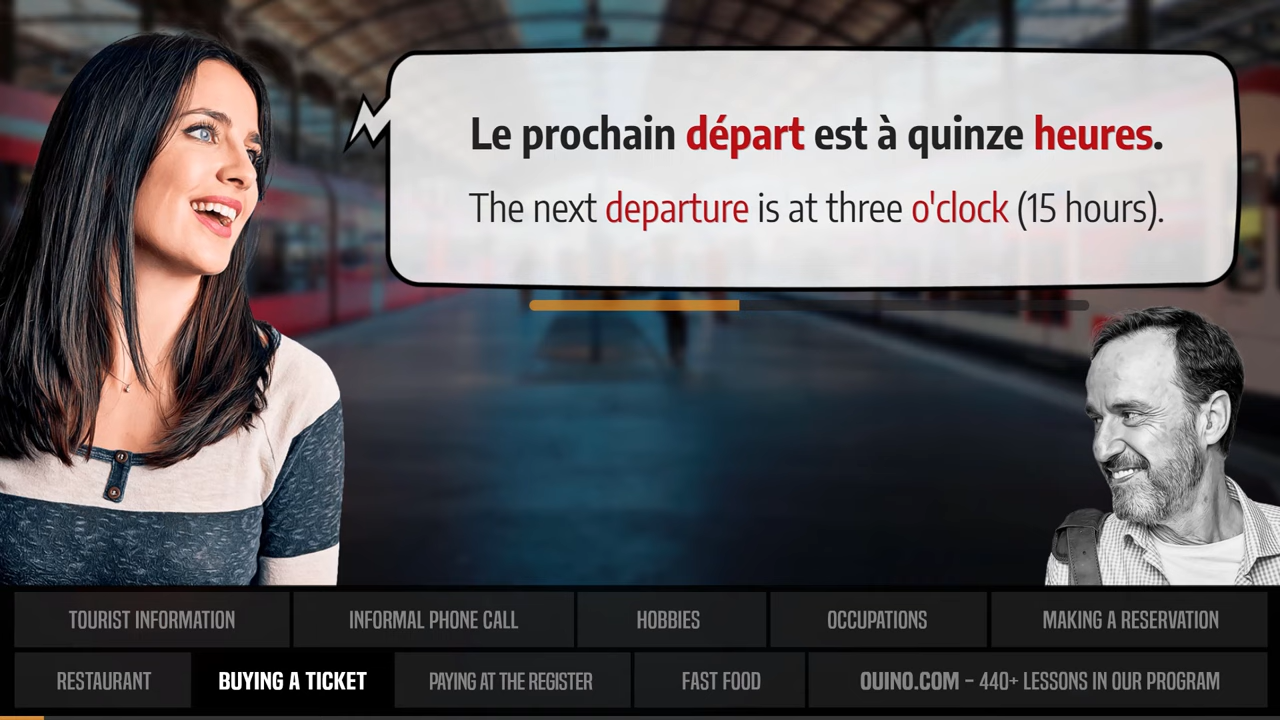 Le prochain départ est à quinze heures.
The next departure is at three o'clock (15 hours).
TOURIST INFORMATION
INFORMAL PHONE CALL
HOBBIES
OCCUPATIONS
MAKING A RESERVATION
RESTAURANT
BUYING A TICKET
PAYING AT THE REGISTER
FAST FOOD
OUINO.COM – 440+ LESSONS IN OUR PROGRAM